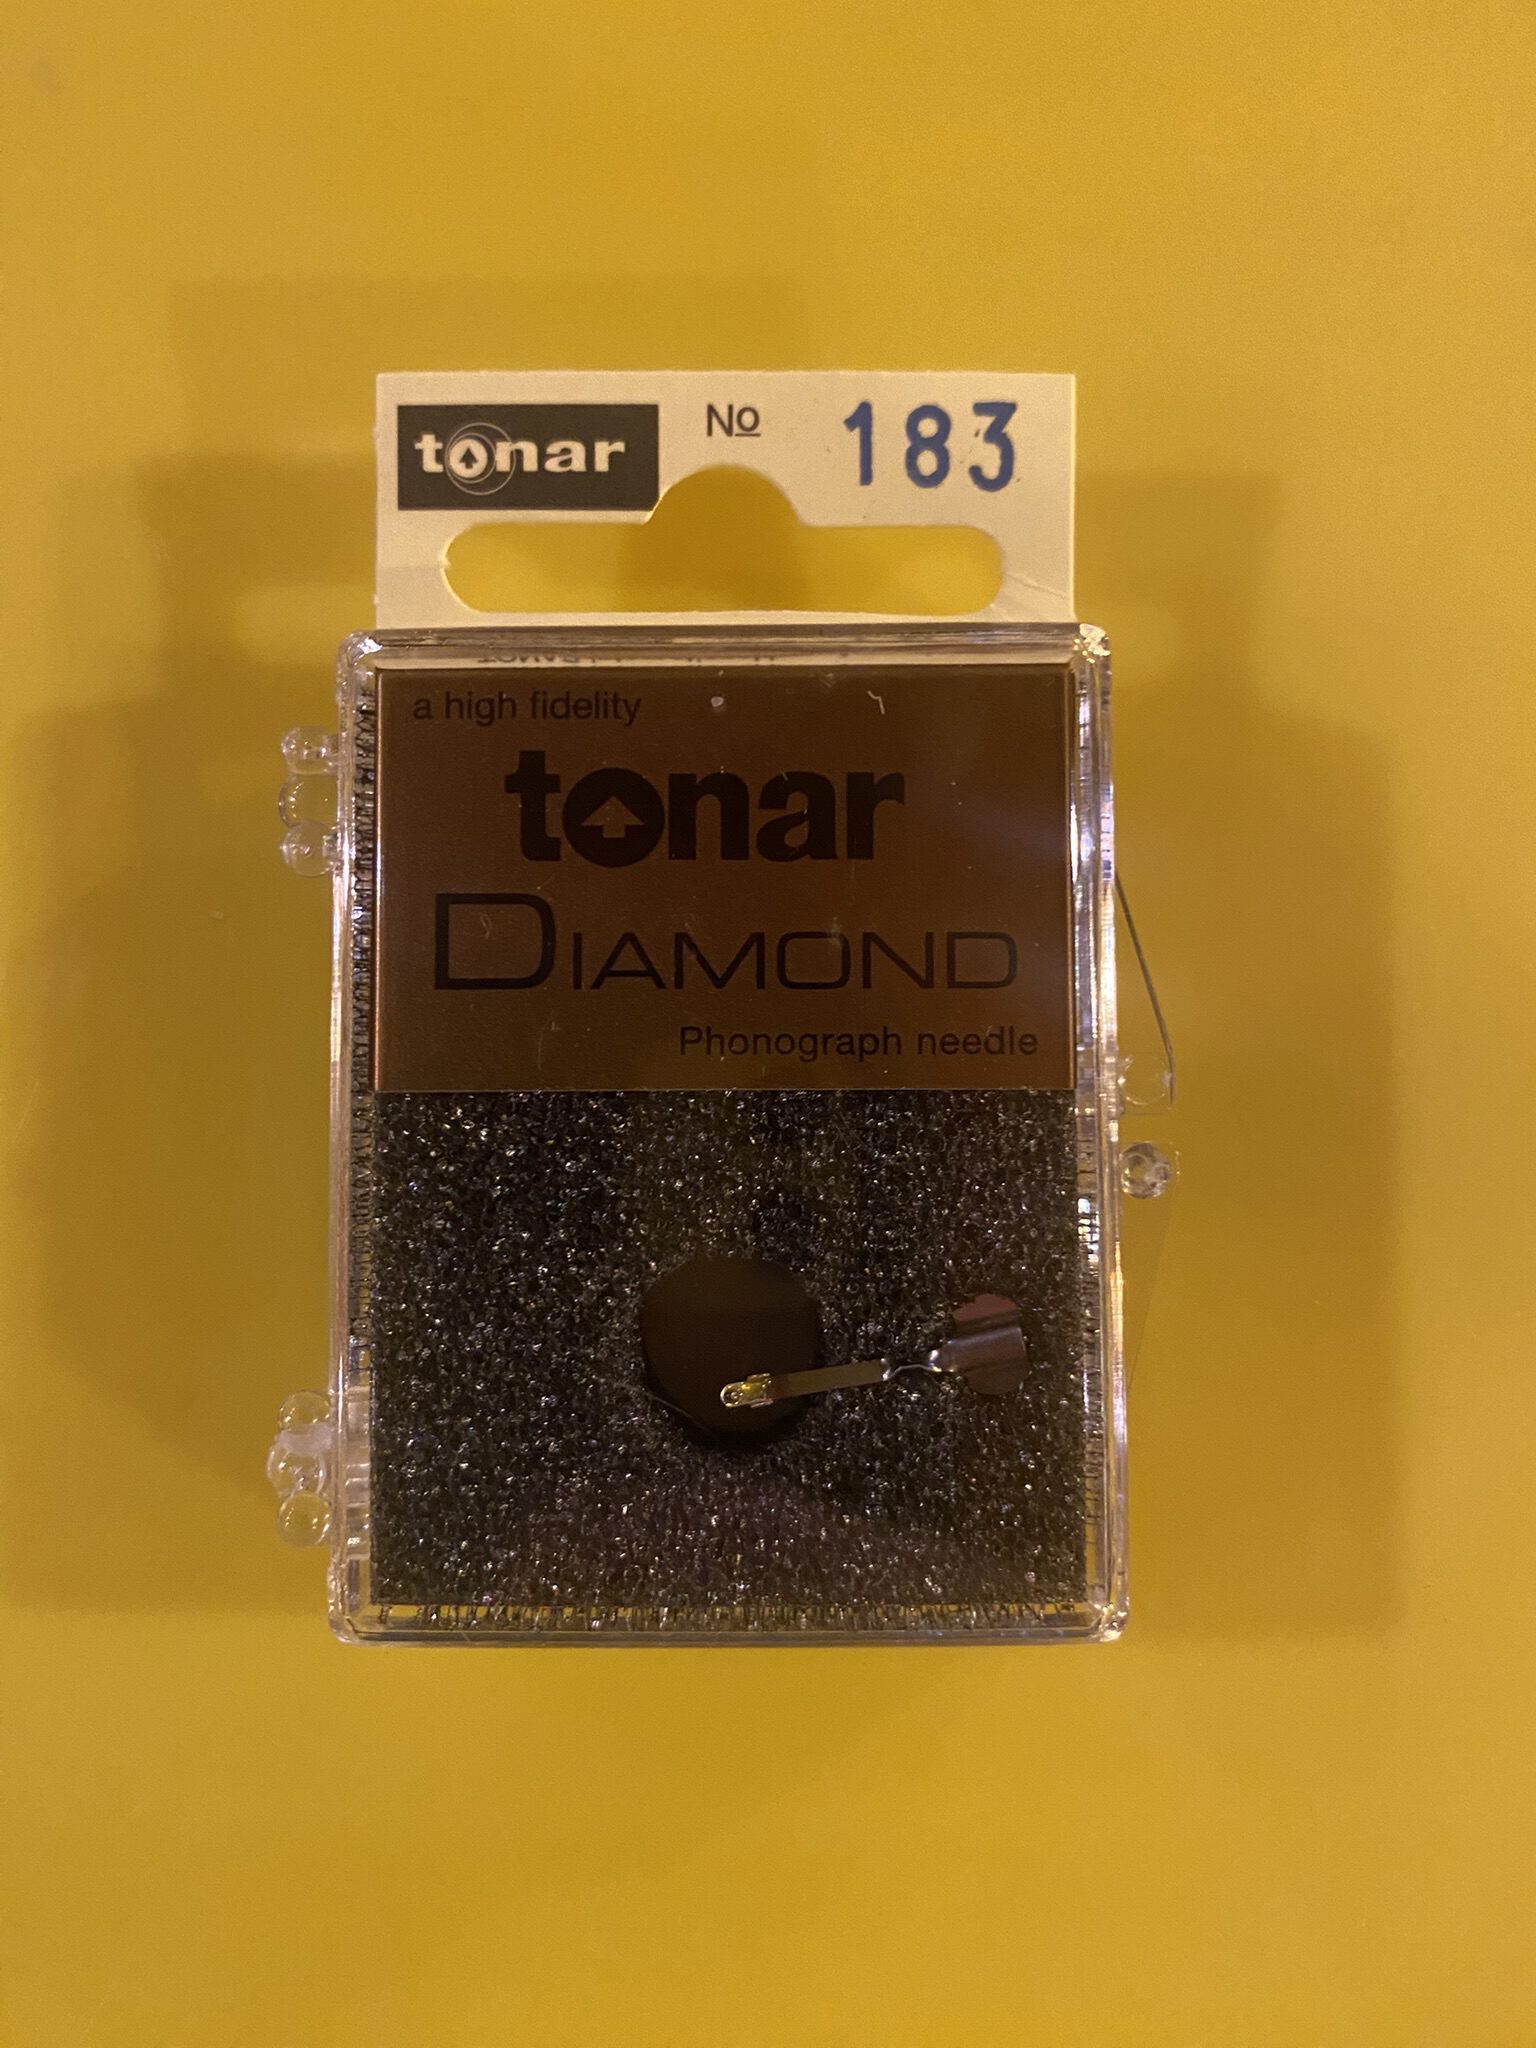 tonar No 183
a high fidelity
tonar
DIAMOND
Phonograph needle